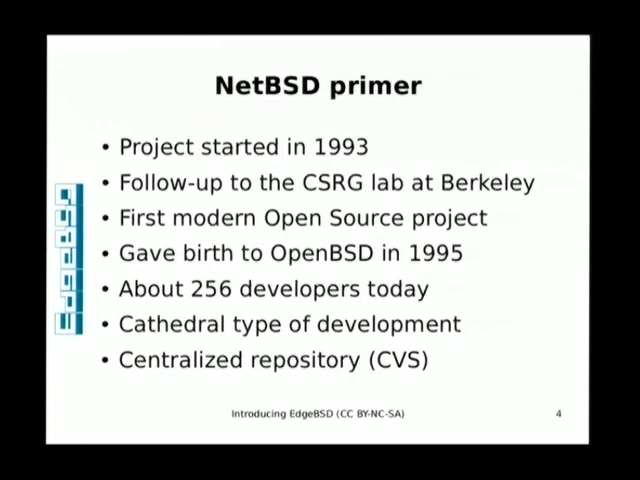 NetBSD primer
• Project started in 1993
• Follow-up to the CSRG lab at Berkeley
• First modern Open Source project
• Gave birth to OpenBSD in 1995
• About 256 developers today
• Cathedral type of development
• Centralized repository (CVS)
Introducing EdgeBSD (CC BY-NC-SA)
4